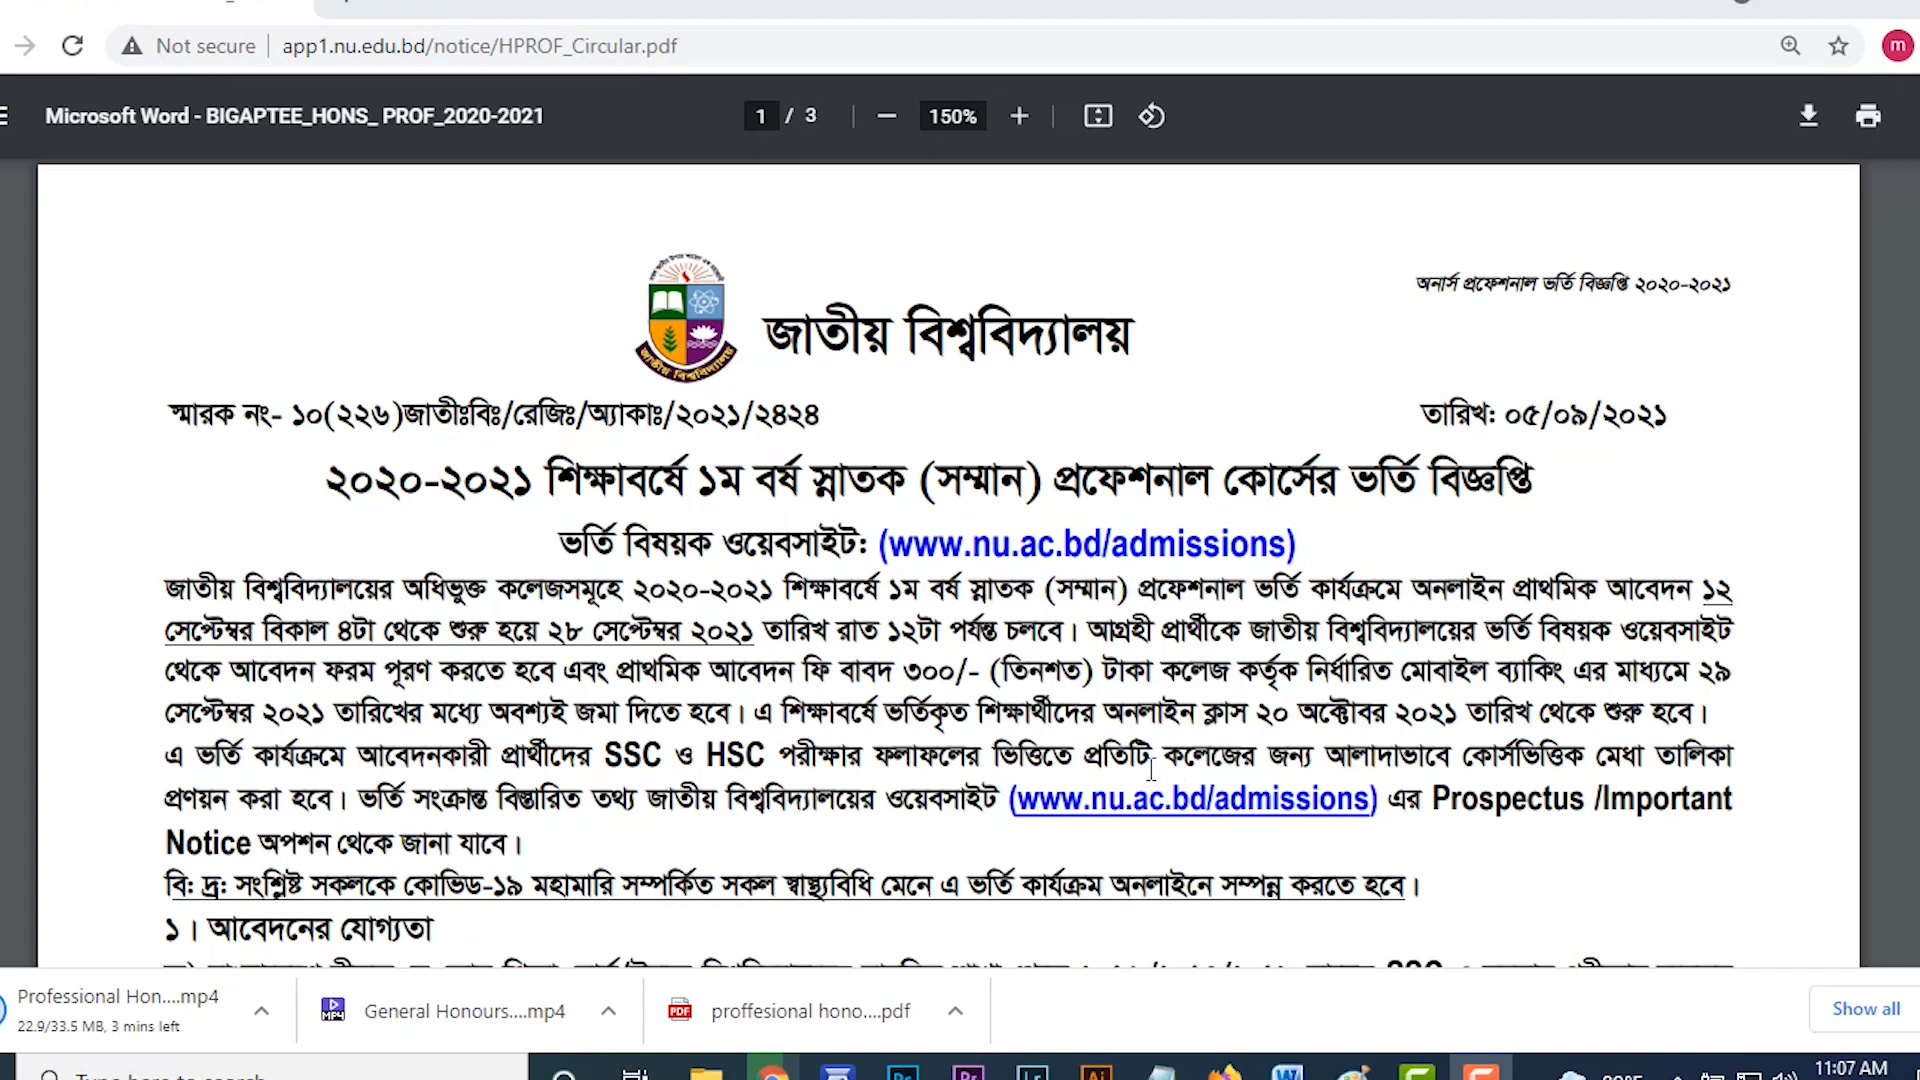 Not secure
app1.nu.edu.bd/notice/HPROF_Circular.pdf
m
Microsoft Word - BIGAPTEE_HONS_ PROF_2020-2021
1 / 3
150%
অনার্স প্রফেশনাল ভর্তি বিজ্ঞপ্তি ২০২০-২০২১
জাতীয় বিশ্ববিদ্যালয়
স্মারক নং- ১০(২২৬)জাতীঃবিঃ/রেজিঃ/অ্যাকাঃ/২০২১/২৪২৪
তারিখঃ ০৫/০৯/২০২১
২০২০-২০২১ শিক্ষাবর্ষে ১ম বর্ষ স্নাতক (সম্মান) প্রফেশনাল কোর্সের ভর্তি বিজ্ঞপ্তি
ভর্তি বিষয়ক ওয়েবসাইট: (www.nu.ac.bd/admissions)
জাতীয় বিশ্ববিদ্যালয়ের অধিভুক্ত কলেজসমূহে ২০২০-২০২১ শিক্ষাবর্ষে ১ম বর্ষ স্নাতক (সম্মান) প্রফেশনাল ভর্তি কার্যক্রমে অনলাইন প্রাথমিক আবেদন ১২
সেপ্টেম্বর বিকাল ৪টা থেকে শুরু হয়ে ২৮ সেপ্টেম্বর ২০২১ তারিখ রাত ১২টা পর্যন্ত চলবে। আগ্রহী প্রার্থীকে জাতীয় বিশ্ববিদ্যালয়ের ভর্তি বিষয়ক ওয়েবসাইট
থেকে আবেদন ফরম পূরণ করতে হবে এবং প্রাথমিক আবেদন ফি বাবদ ৩০০/- (তিনশত) টাকা কলেজ কর্তৃক নির্ধারিত মোবাইল ব্যাকিং এর মাধ্যমে ২৯
সেপ্টেম্বর ২০২১ তারিখের মধ্যে অবশ্যই জমা দিতে হবে। এ শিক্ষাবর্ষে ভর্তিকৃত শিক্ষার্থীদের অনলাইন ক্লাস ২০ অক্টোবর ২০২১ তারিখ থেকে শুরু হবে।
এ ভর্তি কার্যক্রমে আবেদনকারী প্রার্থীদের SSC ও HSC পরীক্ষার ফলাফলের ভিত্তিতে প্রতিটি কলেজের জন্য আলাদাভাবে কোর্সভিত্তিক মেধা তালিকা
প্রণয়ন করা হবে। ভর্তি সংক্রান্ত বিস্তারিত তথ্য জাতীয় বিশ্ববিদ্যালয়ের ওয়েবসাইট (www.nu.ac.bd/admissions) এর Prospectus /Important
Notice অপশন থেকে জানা যাবে।
বি: দ্র: সংশ্লিষ্ট সকলকে কোভিড-১৯ মহামারি সম্পর্কিত সকল স্বাস্থ্যবিধি মেনে এ ভর্তি কার্যক্রম অনলাইনে সম্পন্ন করতে হবে।
১। আবেদনের যোগ্যতা
Professional Hon....mp4
22.9/33.5 MB, 3 mins left
General Honours....mp4
proffesional hono....pdf
Show all
Type here to search
11:07 AM